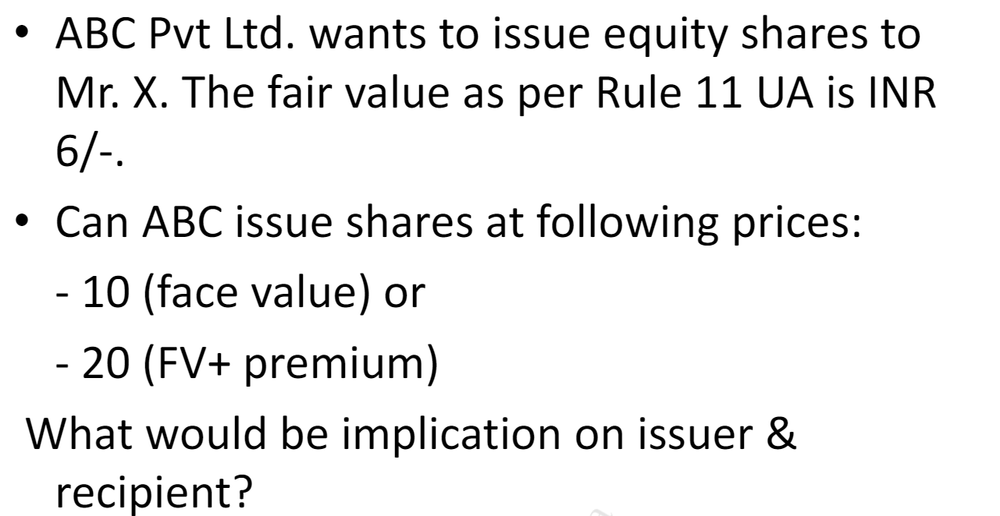 • ABC Pvt Ltd. wants to issue equity shares to
Mr. X. The fair value as per Rule 11 UA is INR
6/-.
• Can ABC issue shares at following prices:
- 10 (face value) or
- 20 (FV+ premium)
What would be implication on issuer &
recipient?